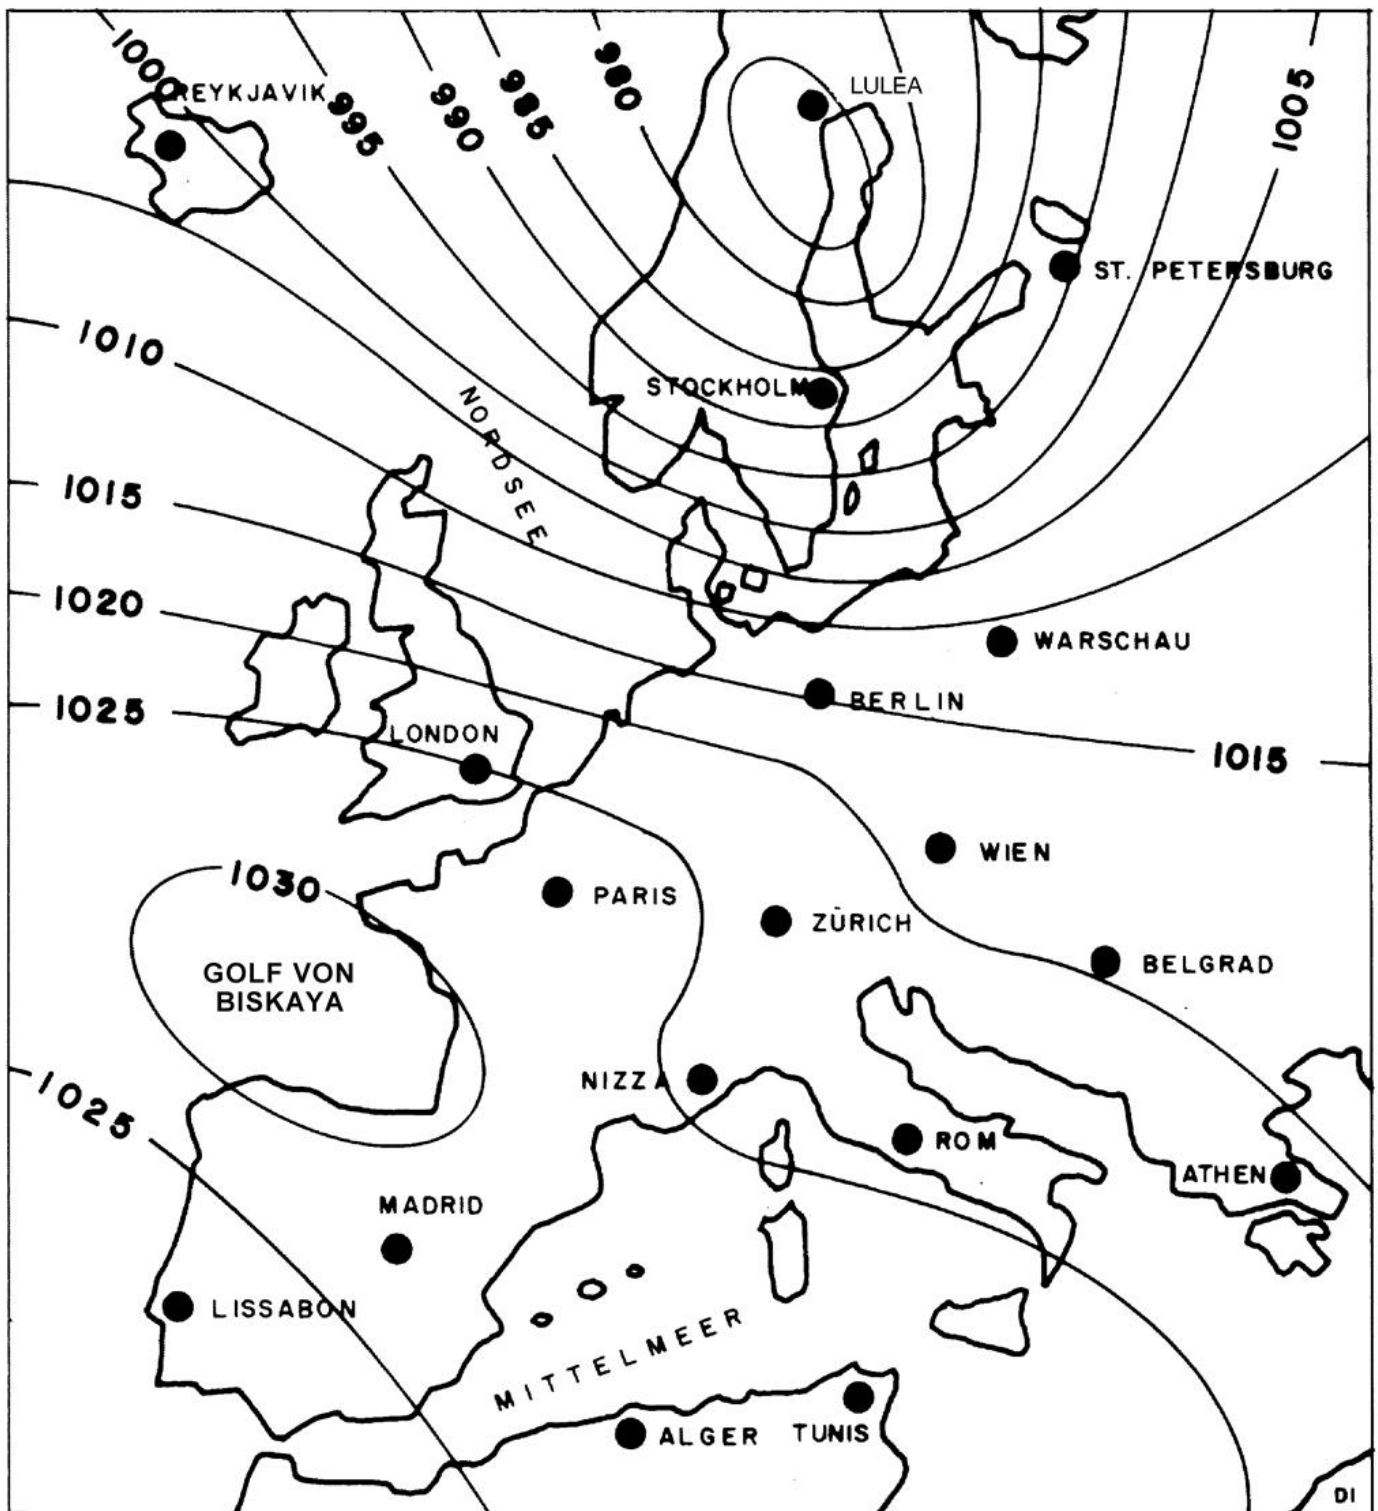 1000
REYKJAVIK
995
990
985
980
LULEA
1005
ST. PETERSBURG
1010
STOCKHOLM
NORDSEE
1015
1020
WARSCHAU
BERLIN
1025
LONDON
1015
WIEN
1030
PARIS
ZÜRICH
BELGRAD
GOLF VON
BISKAYA
1025
NIZZA
ROM
ATHEN
MADRID
LISSABON
MITTELMEER
ALGER
TUNIS
DI